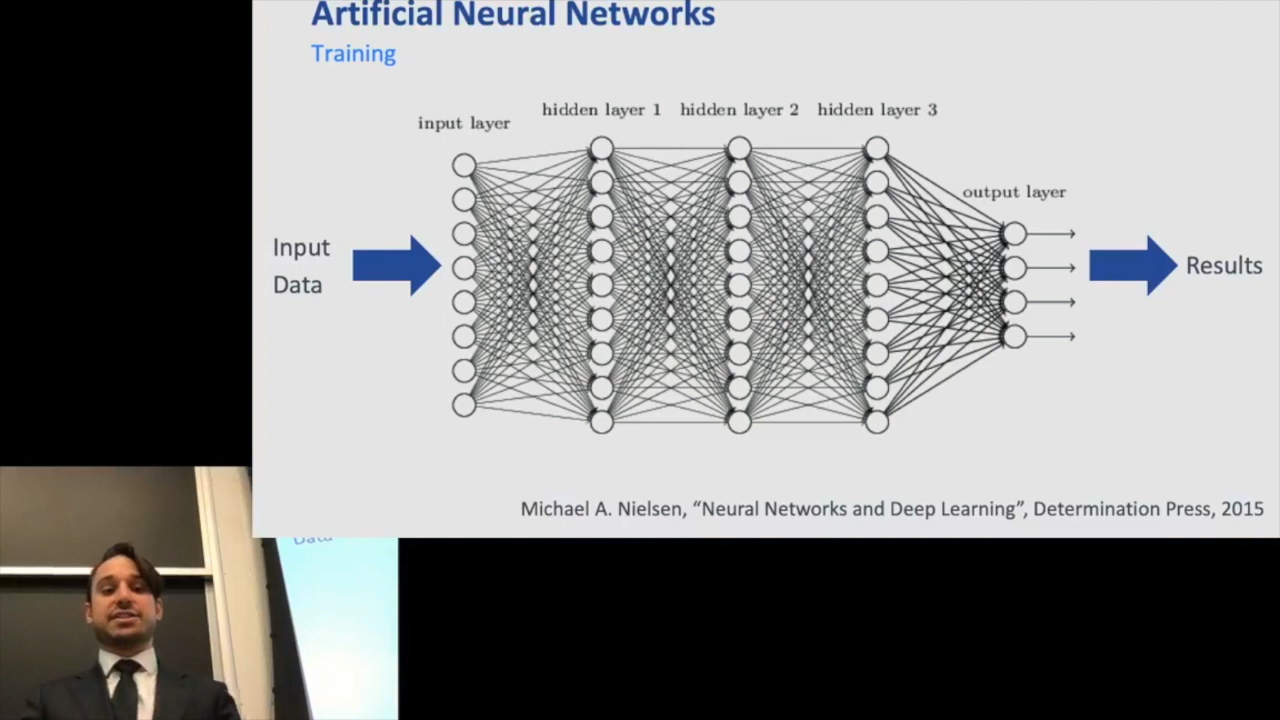 Artificial Neural Networks
Training
input layer
hidden layer 1 hidden layer 2 hidden layer 3
output layer
Input
Data
Results
Michael A. Nielsen, “Neural Networks and Deep Learning”, Determination Press, 2015
Data